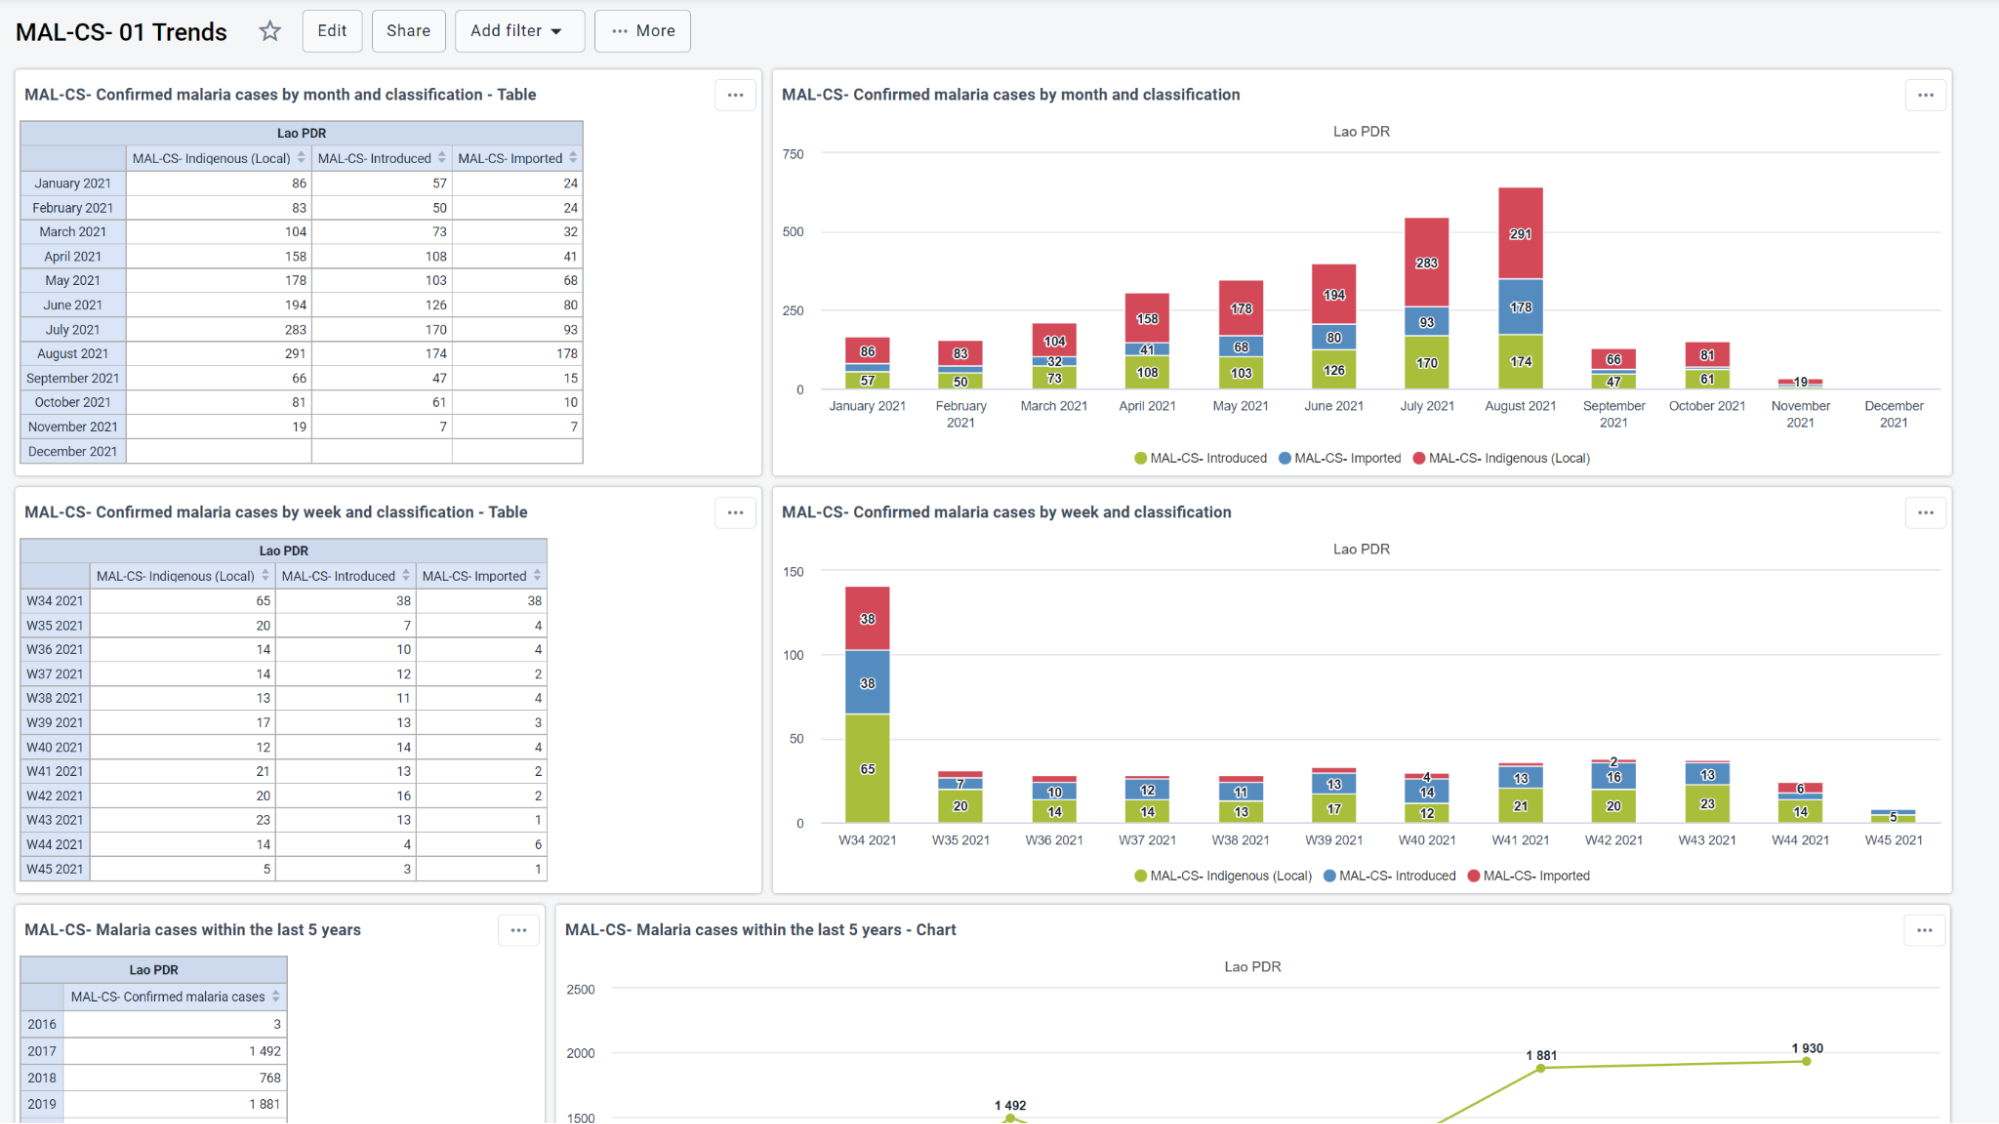 MAL-CS- 01 Trends
Edit
Share
Add filter
More
MAL-CS- Confirmed malaria cases by month and classification - Table
Lao PDR
MAL-CS- Indigenous (Local) MAL-CS- Introduced MAL-CS- Imported
January 2021 86 57 24
February 2021 83 50 24
March 2021 104 73 32
April 2021 158 108 41
May 2021 178 103 68
June 2021 194 126 80
July 2021 283 170 93
August 2021 291 174 178
September 2021 66 47 15
October 2021 81 61 10
November 2021 19 7 7
December 2021
MAL-CS- Confirmed malaria cases by month and classification
Lao PDR
750
500
250
0
86 57
83 50
104 32 73
158 41 108
178 68 103
194 80 126
283 93 170
291 178 174
66 47
81 61
19
January 2021
February 2021
March 2021
April 2021
May 2021
June 2021
July 2021
August 2021
September 2021
October 2021
November 2021
December 2021
MAL-CS- Introduced MAL-CS- Imported MAL-CS- Indigenous (Local)
MAL-CS- Confirmed malaria cases by week and classification - Table
Lao PDR
MAL-CS- Indigenous (Local) MAL-CS- Introduced MAL-CS- Imported
W34 2021 65 38 38
W35 2021 20 7 4
W36 2021 14 10 4
W37 2021 14 12 2
W38 2021 13 11 4
W39 2021 17 13 3
W40 2021 12 14 4
W41 2021 21 13 2
W42 2021 20 16 2
W43 2021 23 13 1
W44 2021 14 4 6
W45 2021 5 3 1
MAL-CS- Confirmed malaria cases by week and classification
Lao PDR
150
100
50
0
38 38 65
7 20
10 14
12 14
11 13
13 17
4 14 12
13 21
2 16 20
13 23
6 14
5
W34 2021 W35 2021 W36 2021 W37 2021 W38 2021 W39 2021 W40 2021 W41 2021 W42 2021 W43 2021 W44 2021 W45 2021
MAL-CS- Indigenous (Local) MAL-CS- Introduced MAL-CS- Imported
MAL-CS- Malaria cases within the last 5 years
Lao PDR
MAL-CS- Confirmed malaria cases
2016 3
2017 1 492
2018 768
2019 1 881
MAL-CS- Malaria cases within the last 5 years - Chart
Lao PDR
2500
2000
1500
1 492
1 881
1 930